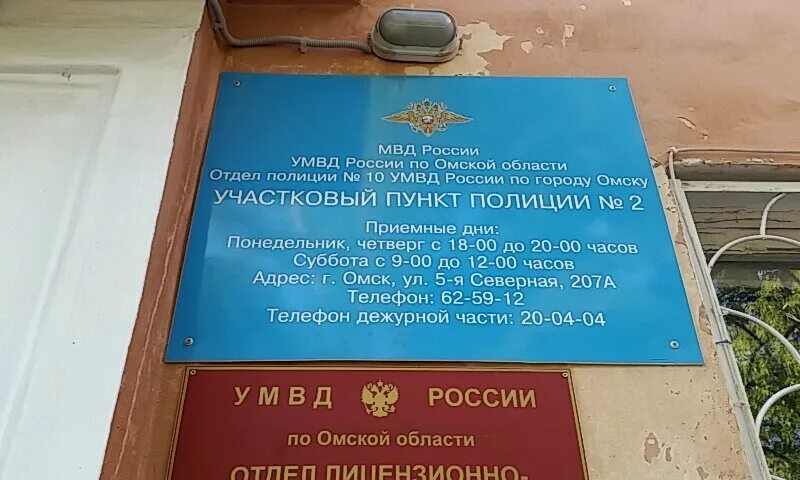 МВД России
УМВД России по Омской области
Отдел полиции № 10 УМВД России по городу Омску
УЧАСТКОВЫЙ ПУНКТ ПОЛИЦИИ № 2
Приемные дни:
Понедельник, четверг с 18-00 до 20-00 часов
Суббота с 9-00 до 12-00 часов
Адрес: г. Омск, ул. 5-я Северная, 207А
Телефон: 62-59-12
Телефон дежурной части: 20-04-04
УМВД РОССИИ
по Омской области
ОТДЕЛ ЛИЦЕНЗИОННО-